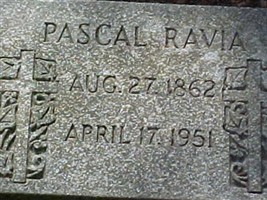 PASCAL RAVIA
AUG. 27. 1862
APRIL 17. 1951